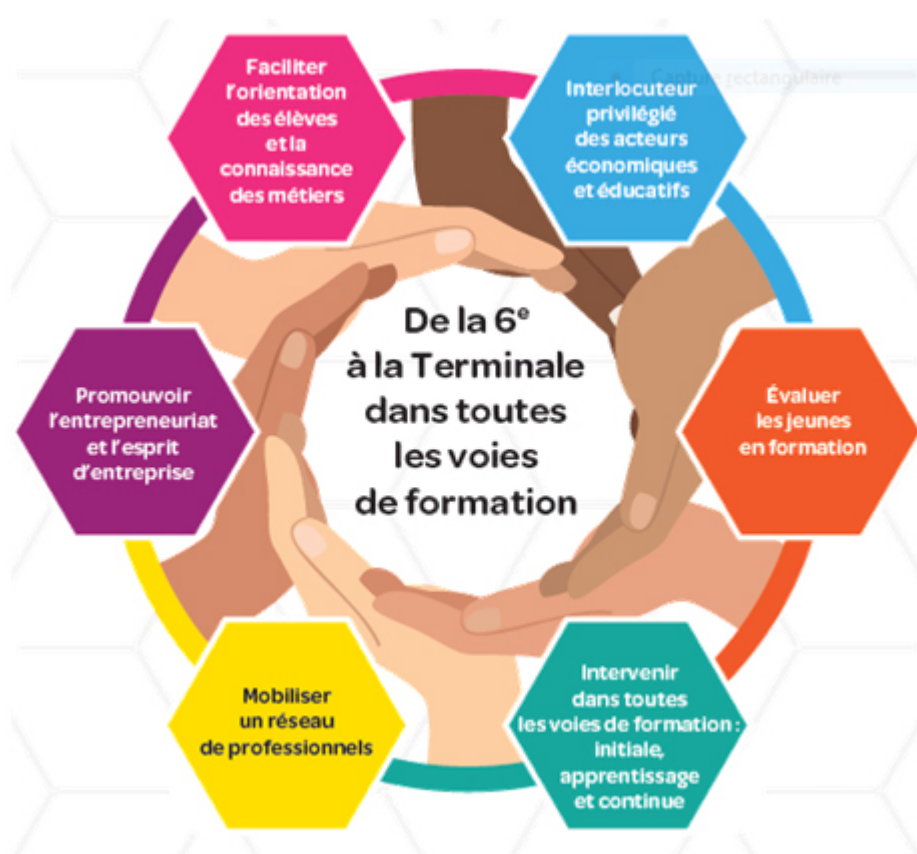 Faciliter
l'orientation
des élèves
et la
connaissance
des métiers
Capture rectangulaire
Interlocuteur
privilégié
des acteurs
économiques
et éducatifs
De la 6e
à la Terminale
dans toutes
les voies
de formation
Promouvoir
l'entrepreneuriat
et l'esprit
d'entreprise
Évaluer
les jeunes
en formation
Mobiliser
un réseau
de professionnels
Intervenir
dans toutes
les voies de formation :
initiale,
apprentissage
et continue